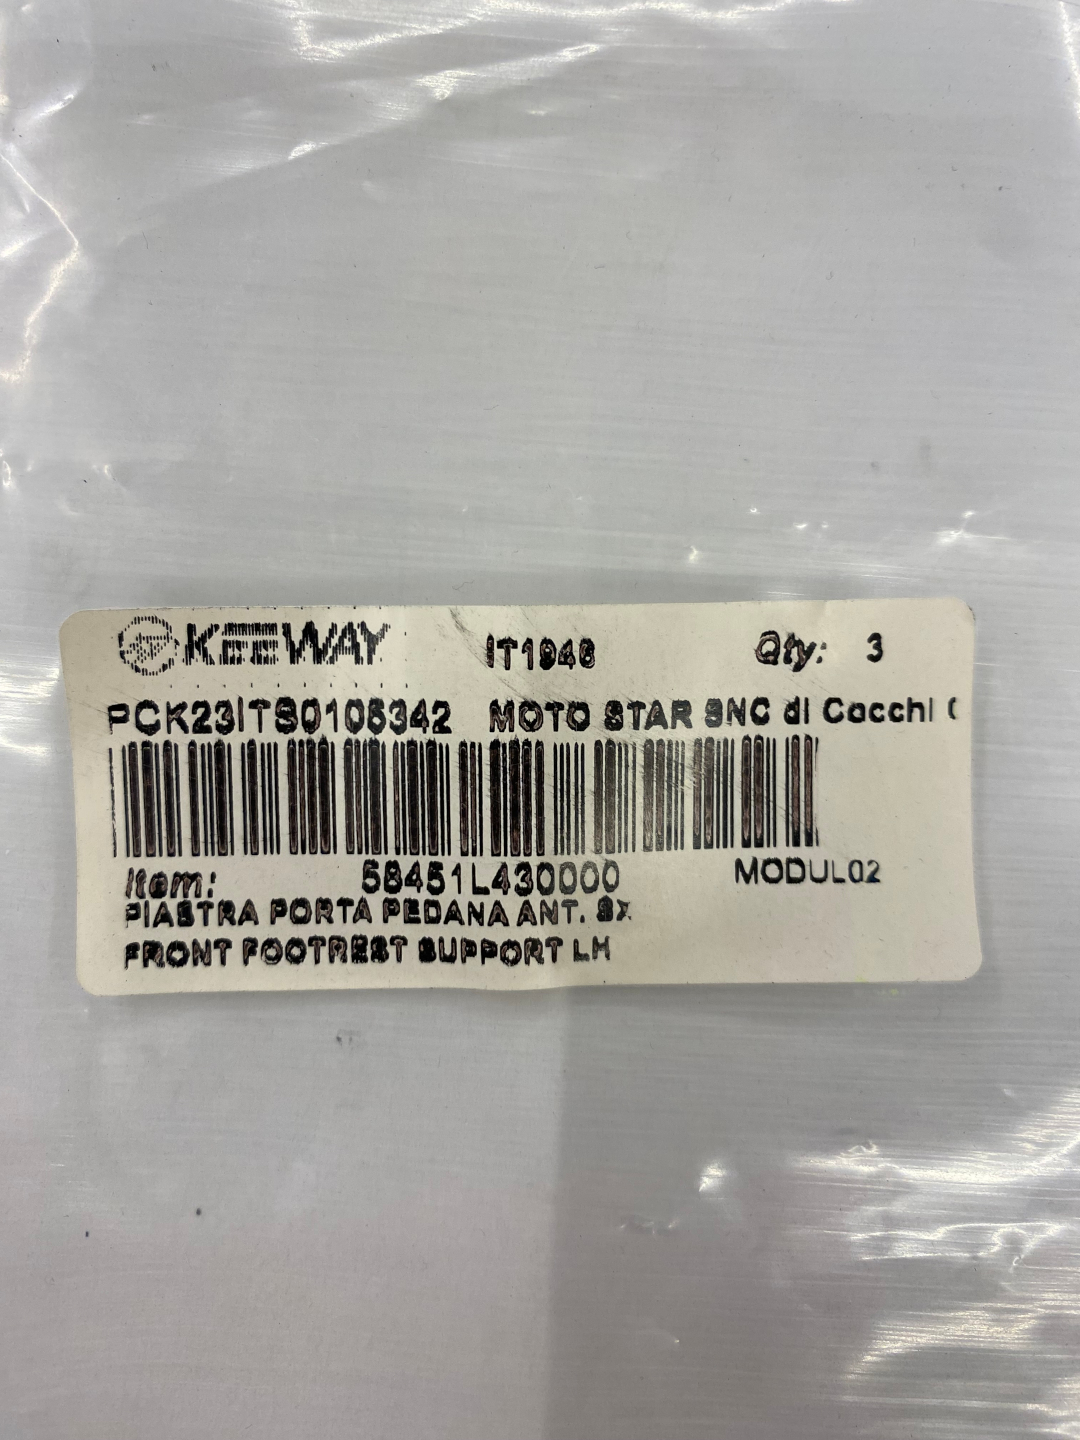 KEEWAY IT1946 Qty: 3
PCK23ITS0105342 MOTO STAR SNC di Cocchi
Item: 58451L430000 MODUL02
PIASTRA PORTA PEDANA ANT. SX
FRONT FOOTREST SUPPORT LH